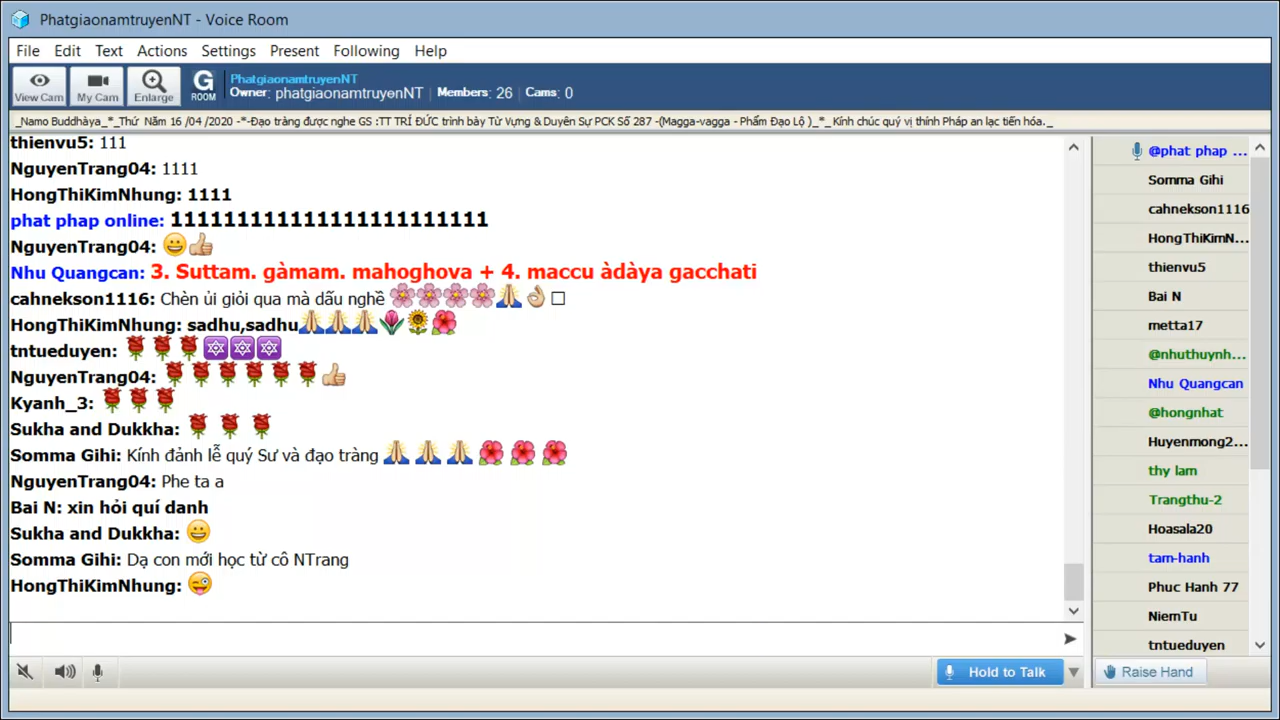 PhatgiaonamtruyenNT - Voice Room
File Edit Text Actions Settings Present Following Help
View Cam My Cam Enlarge G ROOM
PhatgiaonamtruyenNT
Owner: phatgiaonamtruyenNT | Members: 26 | Cams: 0
_Namo Buddhàya_*_Thứ Năm 16 /04 /2020 -*-Đạo tràng được nghe GS :TT TRÍ ĐỨC trình bày Từ Vựng & Duyên Sự PCK Số 287 -(Magga-vagga - Phẩm Đạo Lộ )_*_ Kính chúc quý vị thính Pháp an lạc tiến hóa._
thienvu5: 111
NguyenTrang04: 1111
HongThiKimNhung: 1111
phat phap online: 111111111111111111111111
NguyenTrang04: 😀👍🏼
Nhu Quangcan: 3. Suttam. gàmam. mahoghova + 4. maccu àdàya gacchati
cahnekson1116: Chèn ủi giỏi qua mà dấu nghề 🌸🌸🌸🌸🙏🏼👌🏼□
HongThiKimNhung: sadhu,sadhu🙏🏼🙏🏼🙏🏼🌷🌻🌺
tntueduyen: 🌹🌹🌹🔯🔯🔯
NguyenTrang04: 🌹🌹🌹🌹🌹🌹👍🏼
Kyanh_3: 🌹🌹🌹
Sukha and Dukkha: 🌹 🌹 🌹
Somma Gihi: Kính đảnh lễ quý Sư và đạo tràng 🙏🏼 🙏🏼 🙏🏼 🌺 🌺 🌺
NguyenTrang04: Phe ta a
Bai N: xin hỏi quí danh
Sukha and Dukkha: 😀
Somma Gihi: Dạ con mới học từ cô NTrang
HongThiKimNhung: 😜
@phat phap ...
Somma Gihi
cahnekson1116
HongThiKimN...
thienvu5
Bai N
metta17
@nhuthuynh...
Nhu Quangcan
@hongnhat
Huyenmong2...
thy lam
Trangthu-2
Hoasala20
tam-hanh
Phuc Hanh 77
NiemTu
tntueduyen
Hold to Talk
Raise Hand